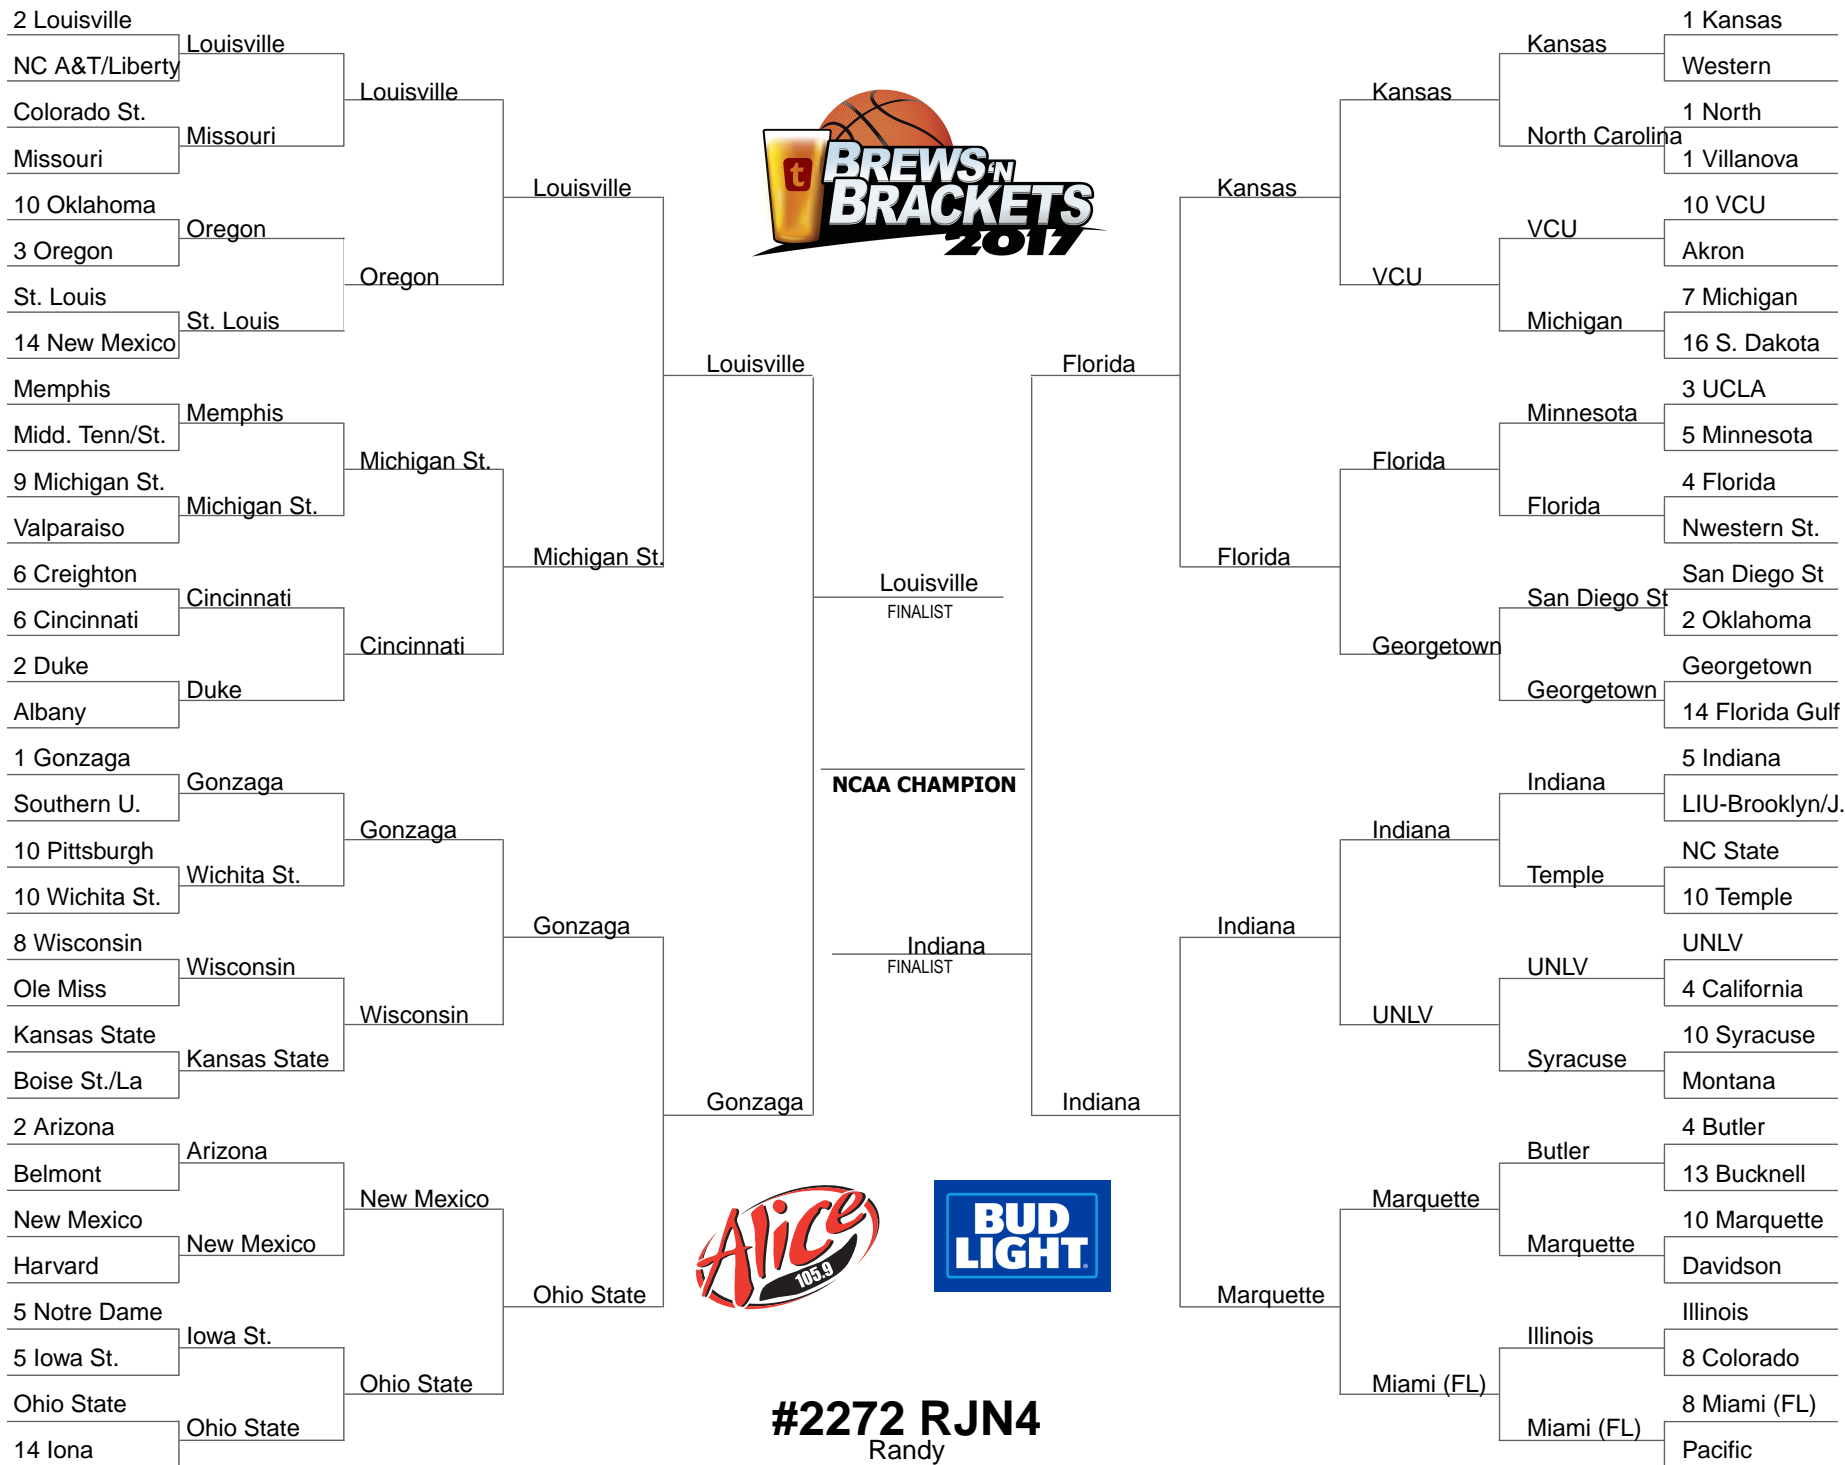 2 Louisville
NC A&T/Liberty
Colorado St.
Missouri
10 Oklahoma
3 Oregon
St. Louis
14 New Mexico
Memphis
Midd. Tenn/St.
9 Michigan St.
Valparaiso
6 Creighton
6 Cincinnati
2 Duke
Albany
1 Gonzaga
Southern U.
10 Pittsburgh
10 Wichita St.
8 Wisconsin
Ole Miss
Kansas State
Boise St./La
2 Arizona
Belmont
New Mexico
Harvard
5 Notre Dame
5 Iowa St.
Ohio State
14 Iona
Louisville
Missouri
Oregon
St. Louis
Memphis
Michigan St.
Cincinnati
Duke
Gonzaga
Wichita St.
Wisconsin
Kansas State
Arizona
New Mexico
Iowa St.
Ohio State
Louisville
Oregon
Michigan St.
Cincinnati
Gonzaga
Wisconsin
New Mexico
Ohio State
Louisville
Michigan St.
Gonzaga
Ohio State
Louisville
Gonzaga
t
BREWS 'N
BRACKETS
2017
Louisville
FINALIST
NCAA CHAMPION
Indiana
FINALIST
Alice
105.9
BUD
LIGHT
#2272 RJN4
Randy
Florida
Indiana
Kansas
Florida
Indiana
Marquette
Kansas
VCU
Florida
Georgetown
Indiana
UNLV
Marquette
Miami (FL)
Kansas
North Carolina
VCU
Michigan
Minnesota
Florida
San Diego St
Georgetown
Indiana
Temple
UNLV
Syracuse
Butler
Marquette
Illinois
Miami (FL)
1 Kansas
Western
1 North
1 Villanova
10 VCU
Akron
7 Michigan
16 S. Dakota
3 UCLA
5 Minnesota
4 Florida
Nwestern St.
San Diego St
2 Oklahoma
Georgetown
14 Florida Gulf
5 Indiana
LIU-Brooklyn/J.
NC State
10 Temple
UNLV
4 California
10 Syracuse
Montana
4 Butler
13 Bucknell
10 Marquette
Davidson
Illinois
8 Colorado
8 Miami (FL)
Pacific